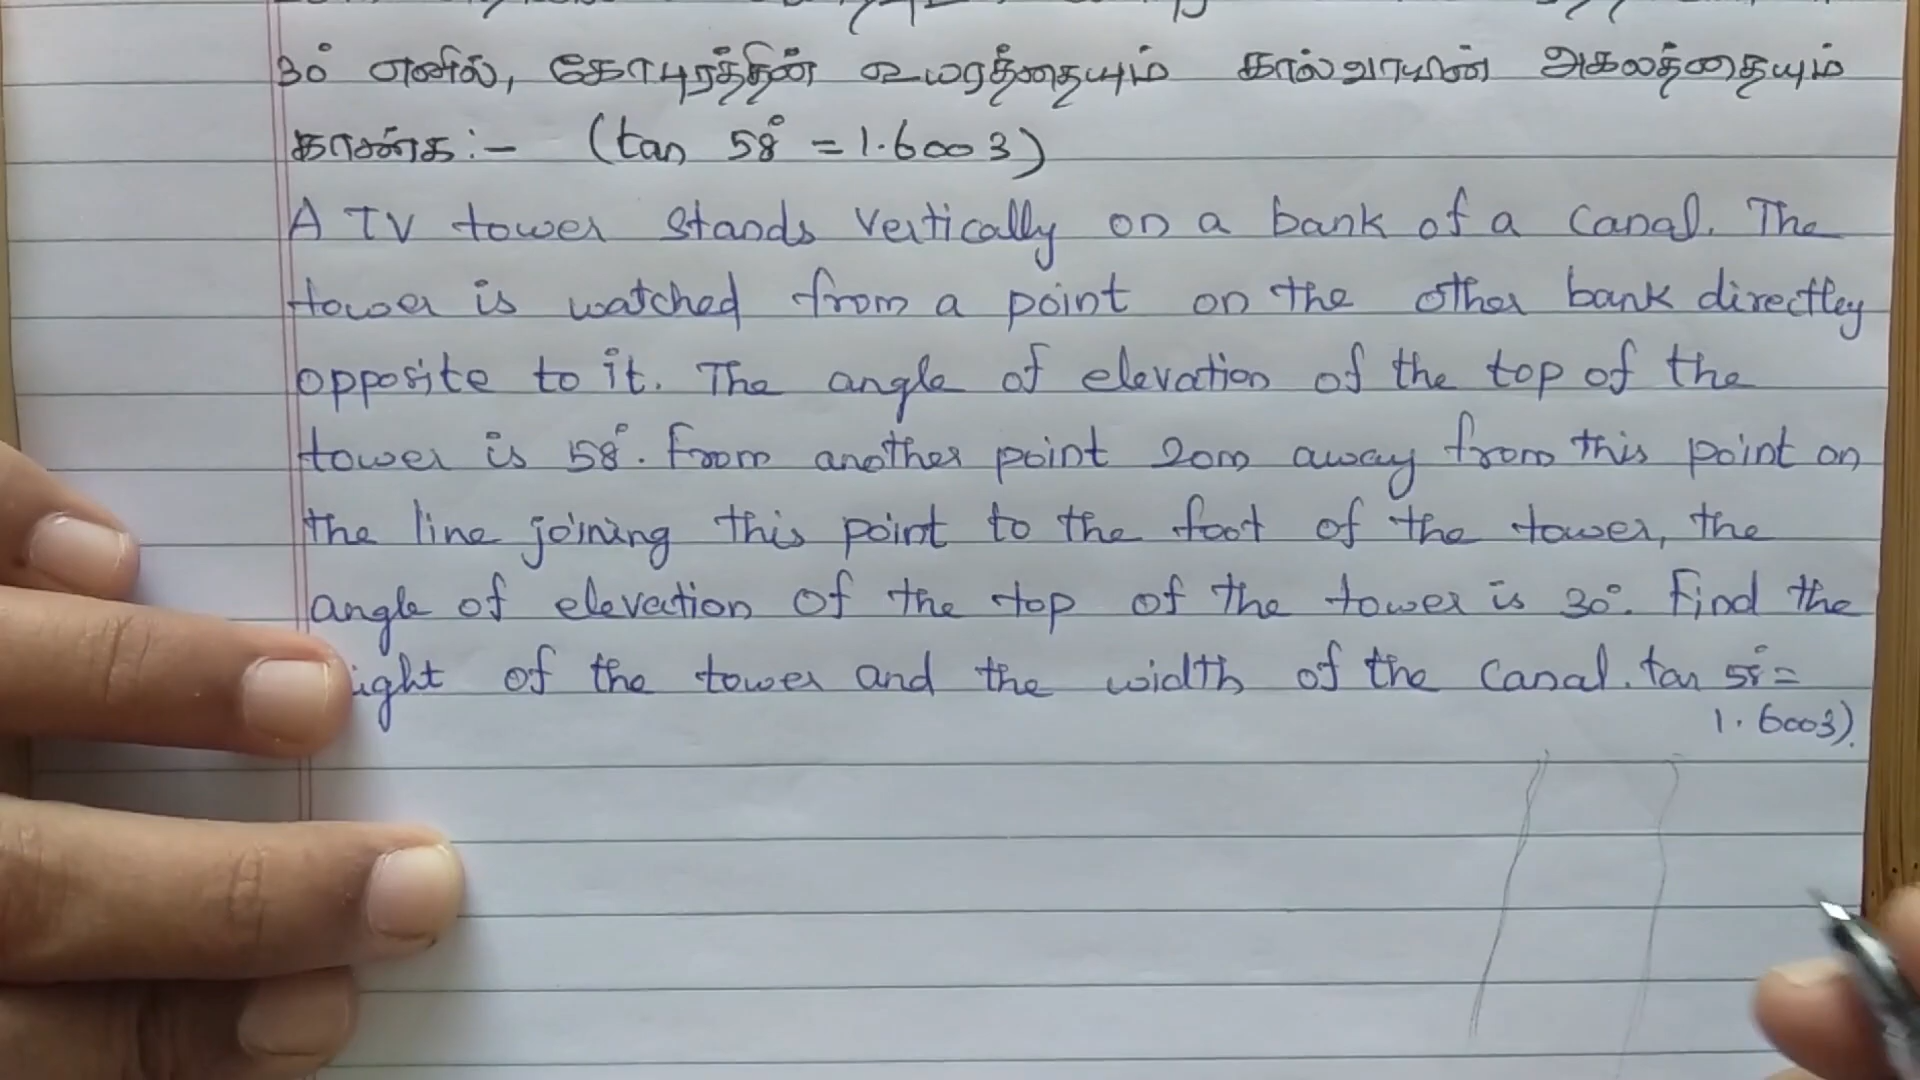 30° எனில், கோபுரத்தின் உயரத்தையும் கால்வாயின் அகலத்தையும்
காண்க:- (tan 58° = 1.6003)
A TV tower stands vertically on a bank of a canal. The
tower is watched from a point on the other bank directley
opposite to it. The angle of elevation of the top of the
tower is 58°. From another point 20m away from this point on
the line joining this point to the foot of the tower, the
angle of elevation of the top of the tower is 30°. Find the
ight of the tower and the width of the canal. tan 58° =
1.6003).